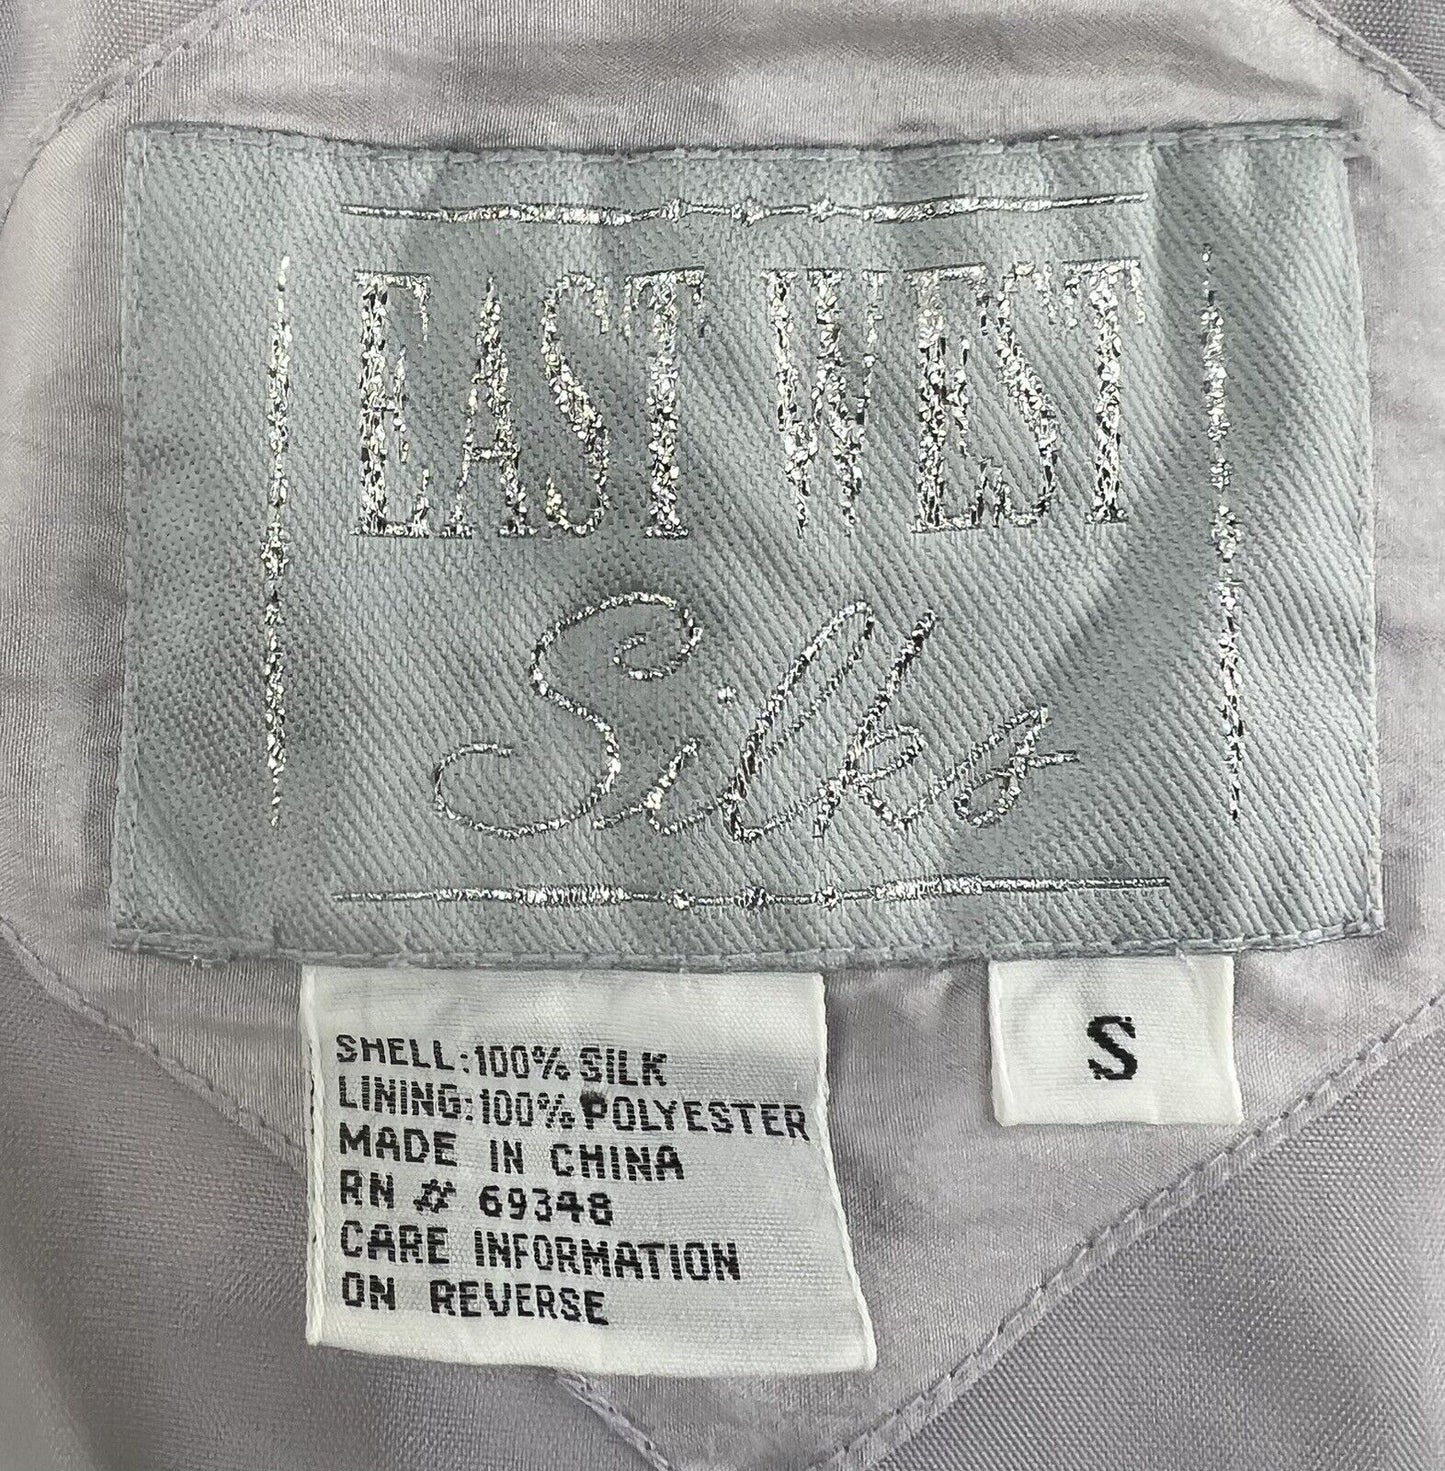 EAST WEST
Silks
S
SHELL:100% SILK
LINING:100% POLYESTER
MADE IN CHINA
RN # 69348
CARE INFORMATION
ON REVERSE